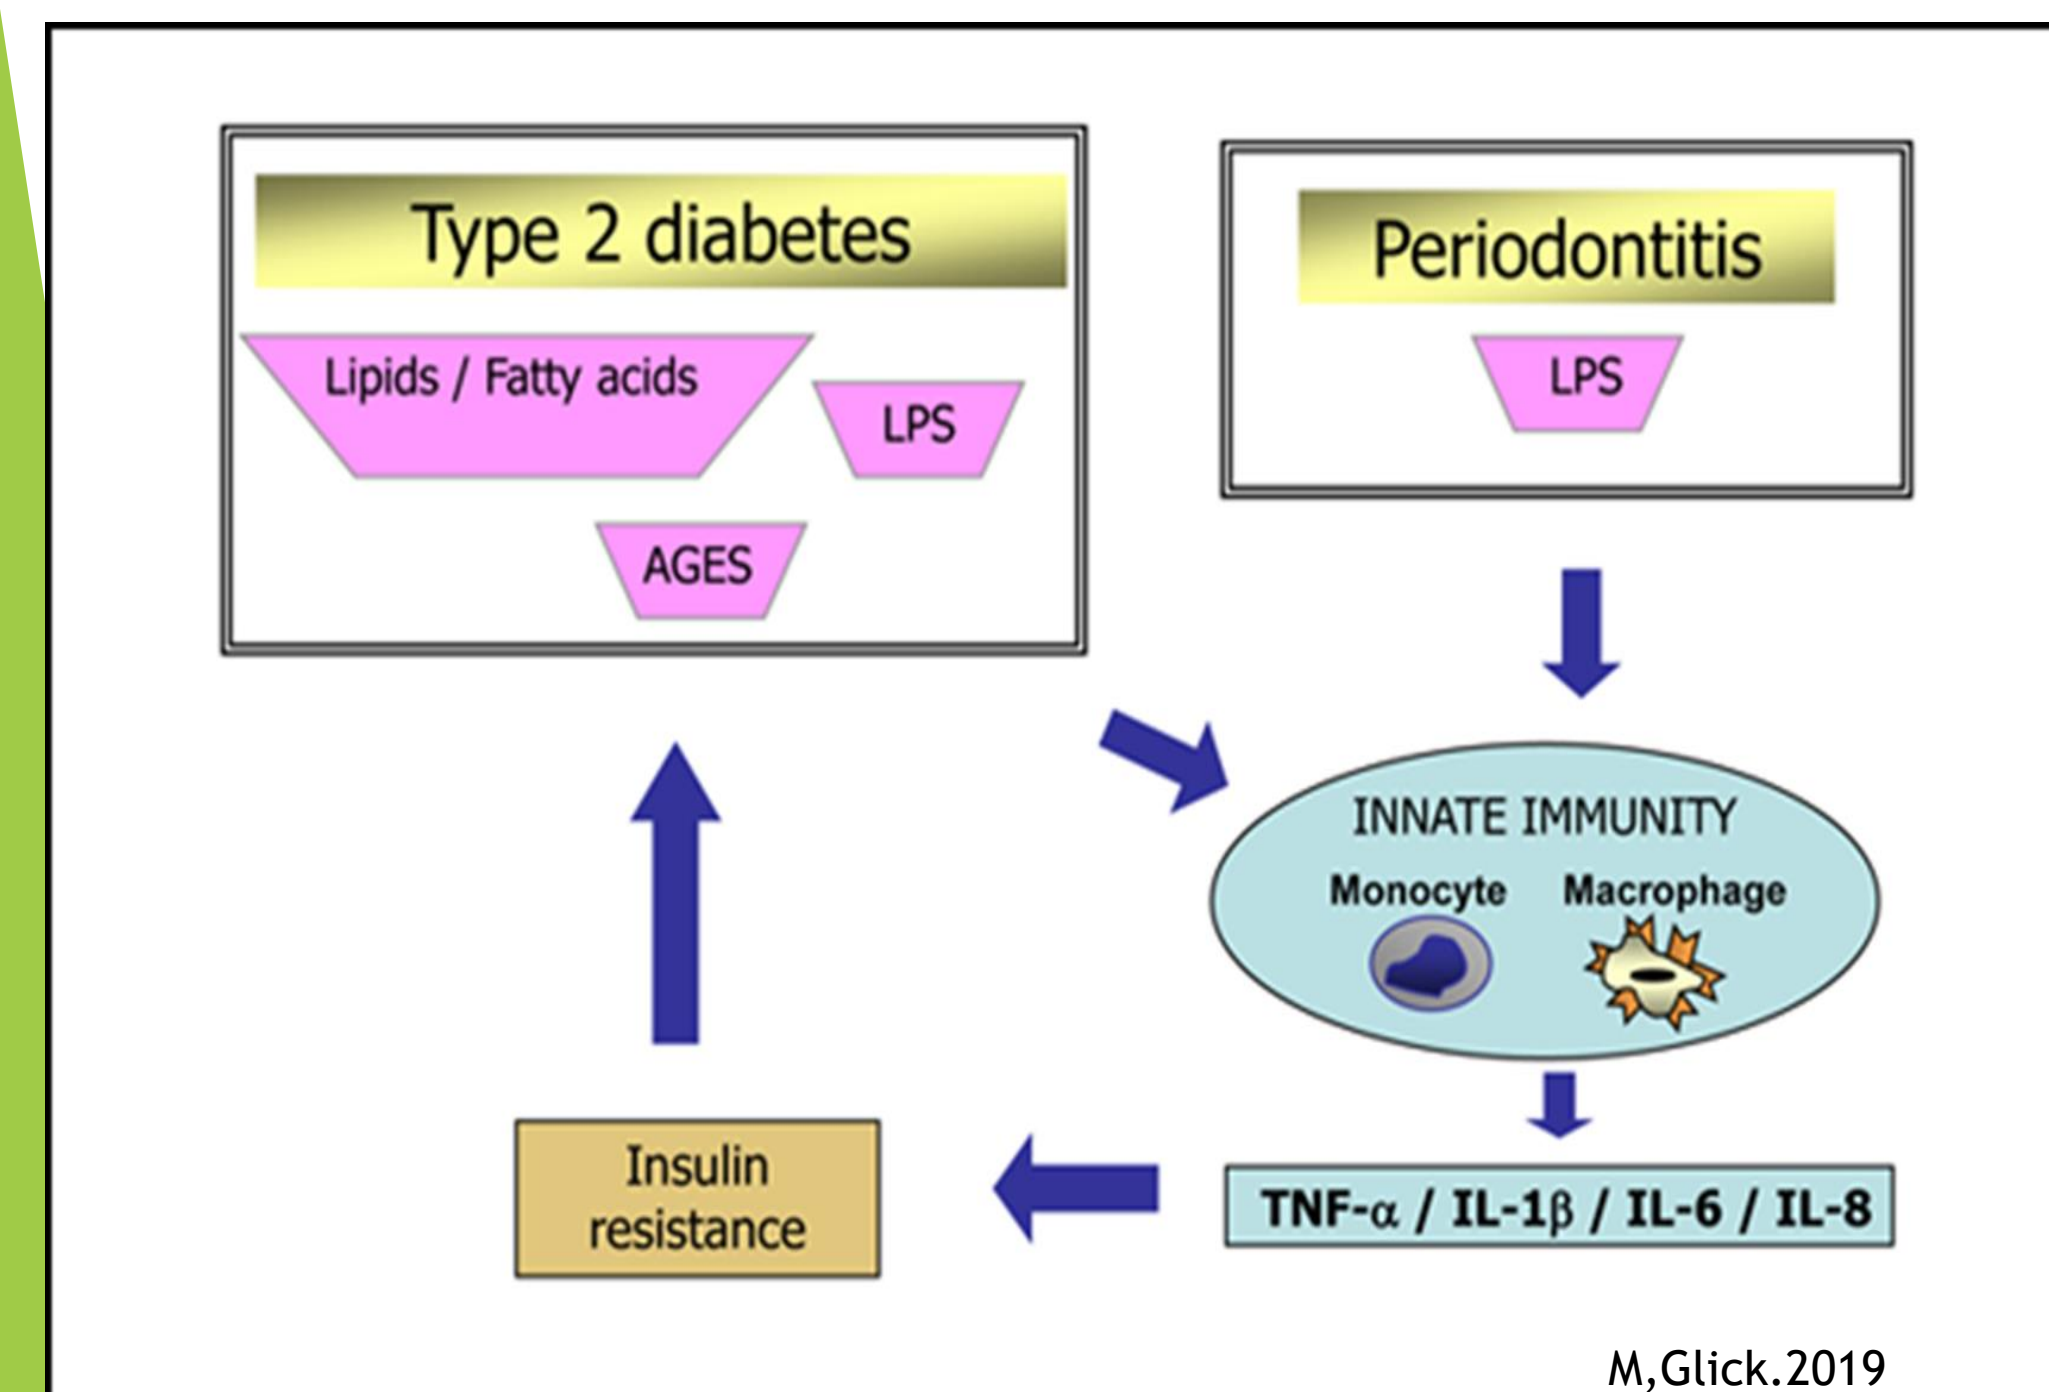 Type 2 diabetes
Lipids / Fatty acids
LPS
AGES
Periodontitis
LPS
INNATE IMMUNITY
Monocyte Macrophage
TNF-α / IL-1β / IL-6 / IL-8
Insulin
resistance
M,Glick.2019